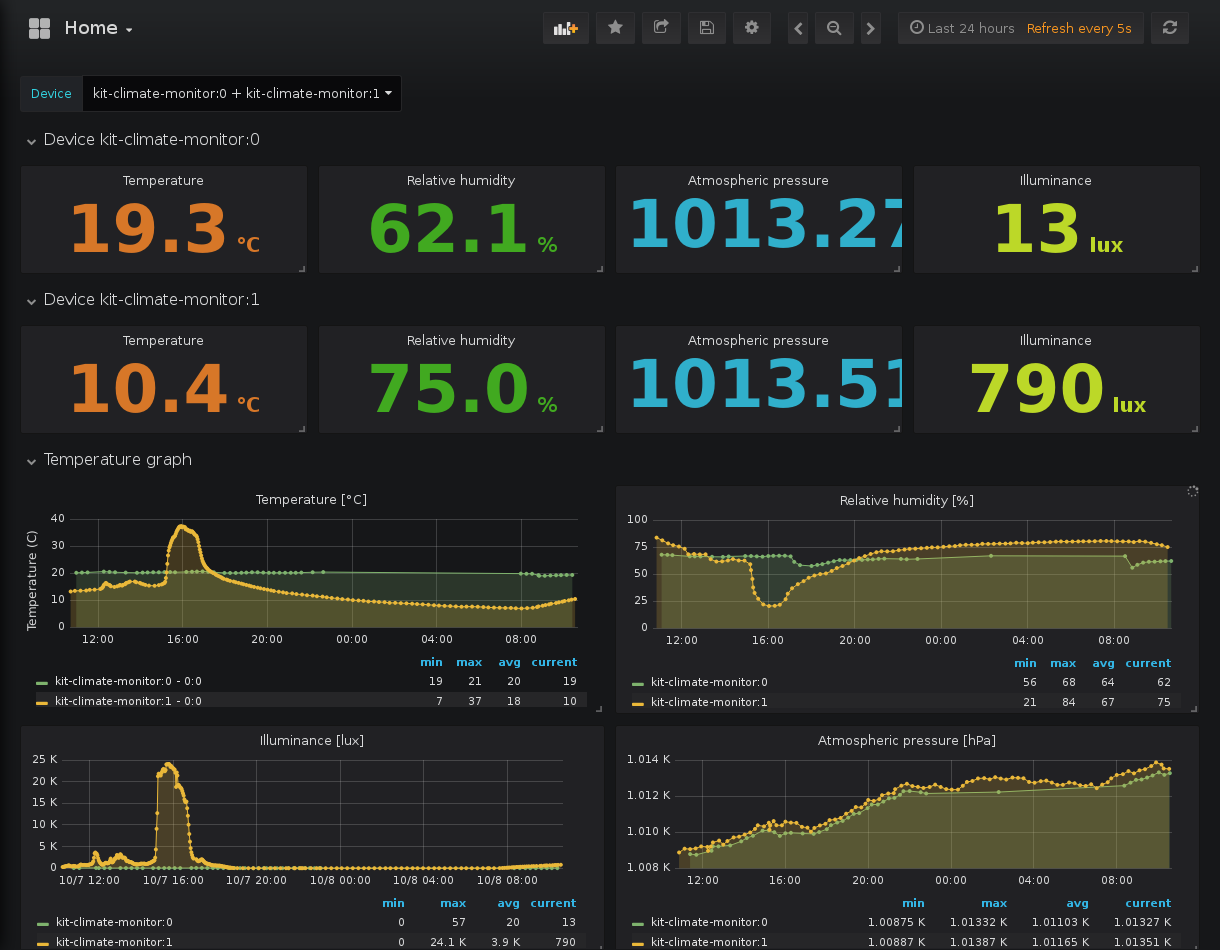 Home
Last 24 hours Refresh every 5s
Device kit-climate-monitor:0 + kit-climate-monitor:1
Device kit-climate-monitor:0
Temperature Relative humidity Atmospheric pressure Illuminance
19.3 °C 62.1 % 1013.27 13 lux
Device kit-climate-monitor:1
Temperature Relative humidity Atmospheric pressure Illuminance
10.4 °C 75.0 % 1013.51 790 lux
Temperature graph
Temperature [°C]
Temperature (C)
40
30
20
10
0
12:00 16:00 20:00 00:00 04:00 08:00
min max avg current
kit-climate-monitor:0 - 0:0 19 21 20 19
kit-climate-monitor:1 - 0:0 7 37 18 10
Relative humidity [%]
100
75
50
25
0
12:00 16:00 20:00 00:00 04:00 08:00
min max avg current
kit-climate-monitor:0 56 68 64 62
kit-climate-monitor:1 21 84 67 75
Illuminance [lux]
25 K
20 K
15 K
10 K
5 K
0
10/7 12:00 10/7 16:00 10/7 20:00 10/8 00:00 10/8 04:00 10/8 08:00
min max avg current
kit-climate-monitor:0 0 57 20 13
kit-climate-monitor:1 0 24.1 K 3.9 K 790
Atmospheric pressure [hPa]
1.014 K
1.012 K
1.010 K
1.008 K
12:00 16:00 20:00 00:00 04:00 08:00
min max avg current
kit-climate-monitor:0 1.00875 K 1.01332 K 1.01103 K 1.01327 K
kit-climate-monitor:1 1.00887 K 1.01387 K 1.01165 K 1.01351 K